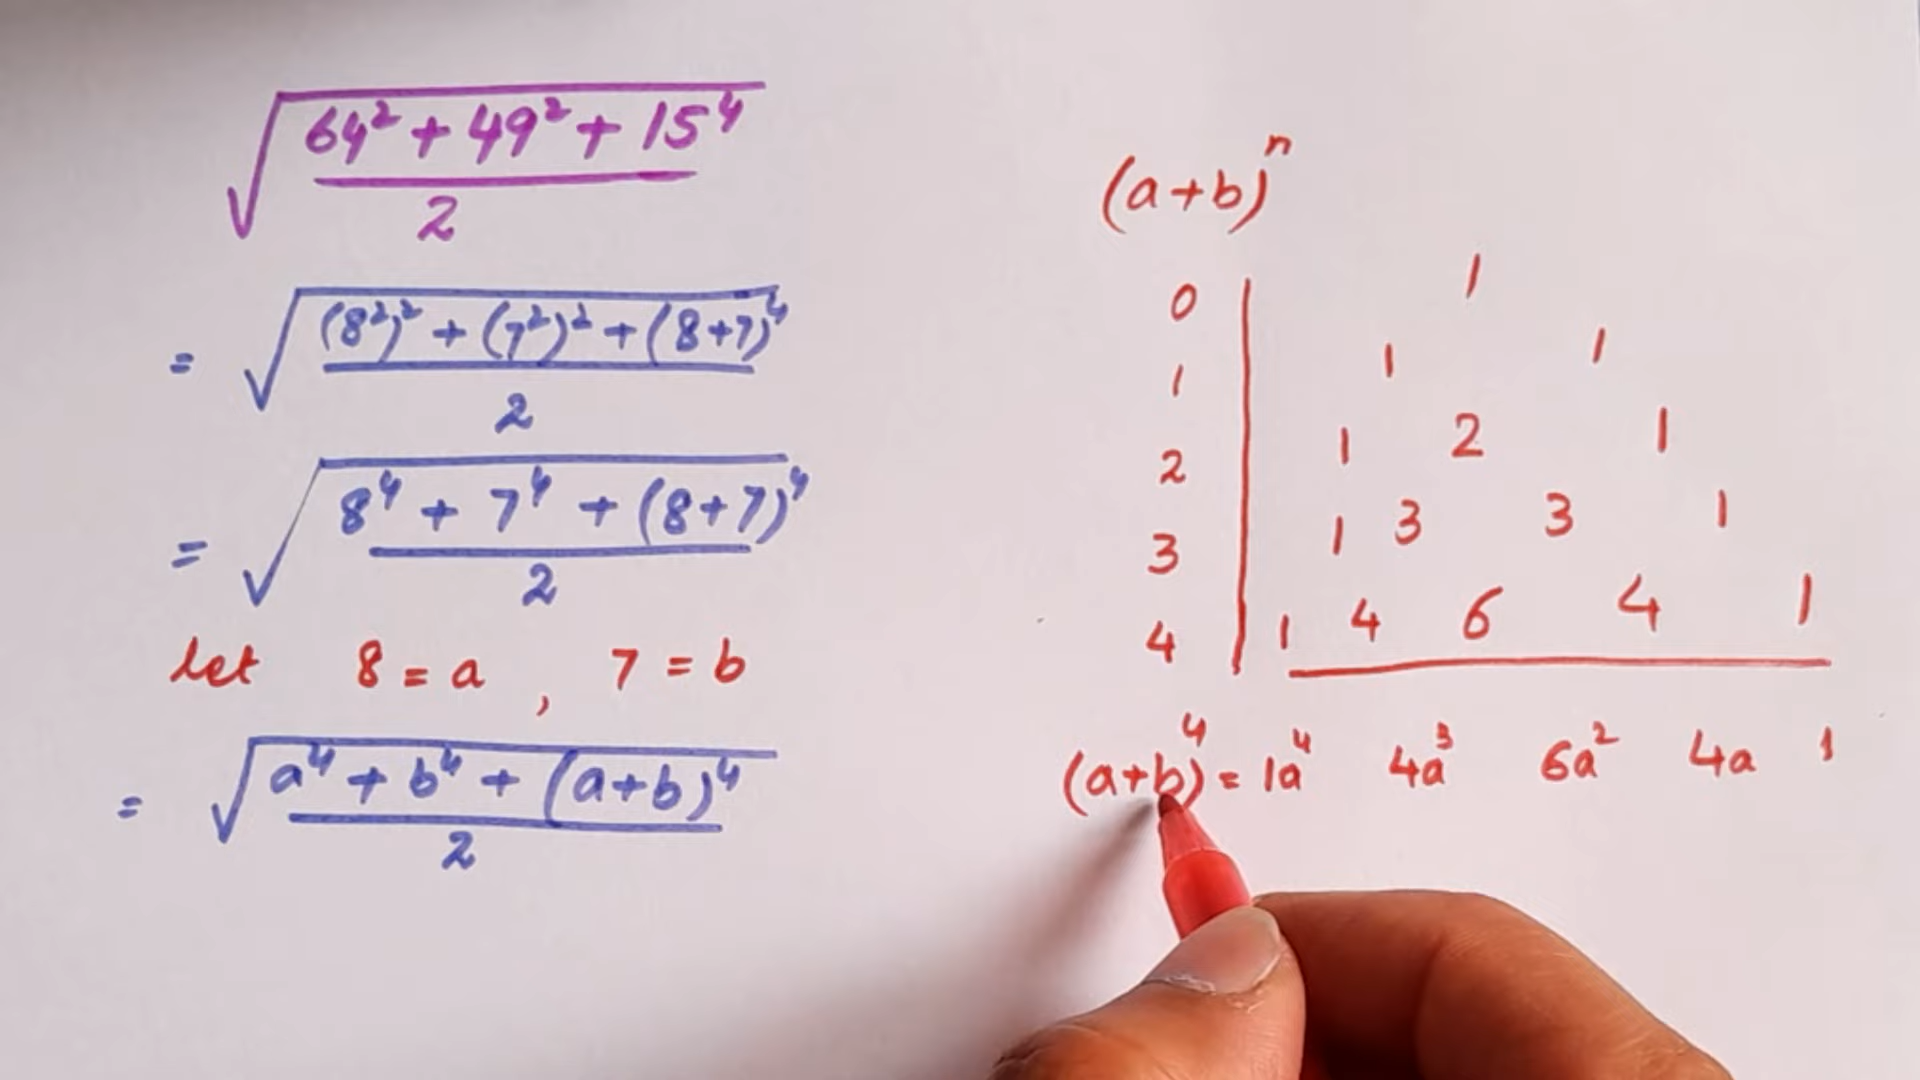 √((64² + 49² + 15⁴)/2)
= √(((8²)² + (7²)² + (8+7)⁴)/2)
= √((8⁴ + 7⁴ + (8+7)⁴)/2)
let 8 = a , 7 = b
= √((a⁴ + b⁴ + (a+b)⁴)/2)
(a+b)ⁿ
0 | 1
1 | 1 1
2 | 1 2 1
3 | 1 3 3 1
4 | 1 4 6 4 1
(a+b)⁴ = 1a⁴ 4a³ 6a² 4a 1